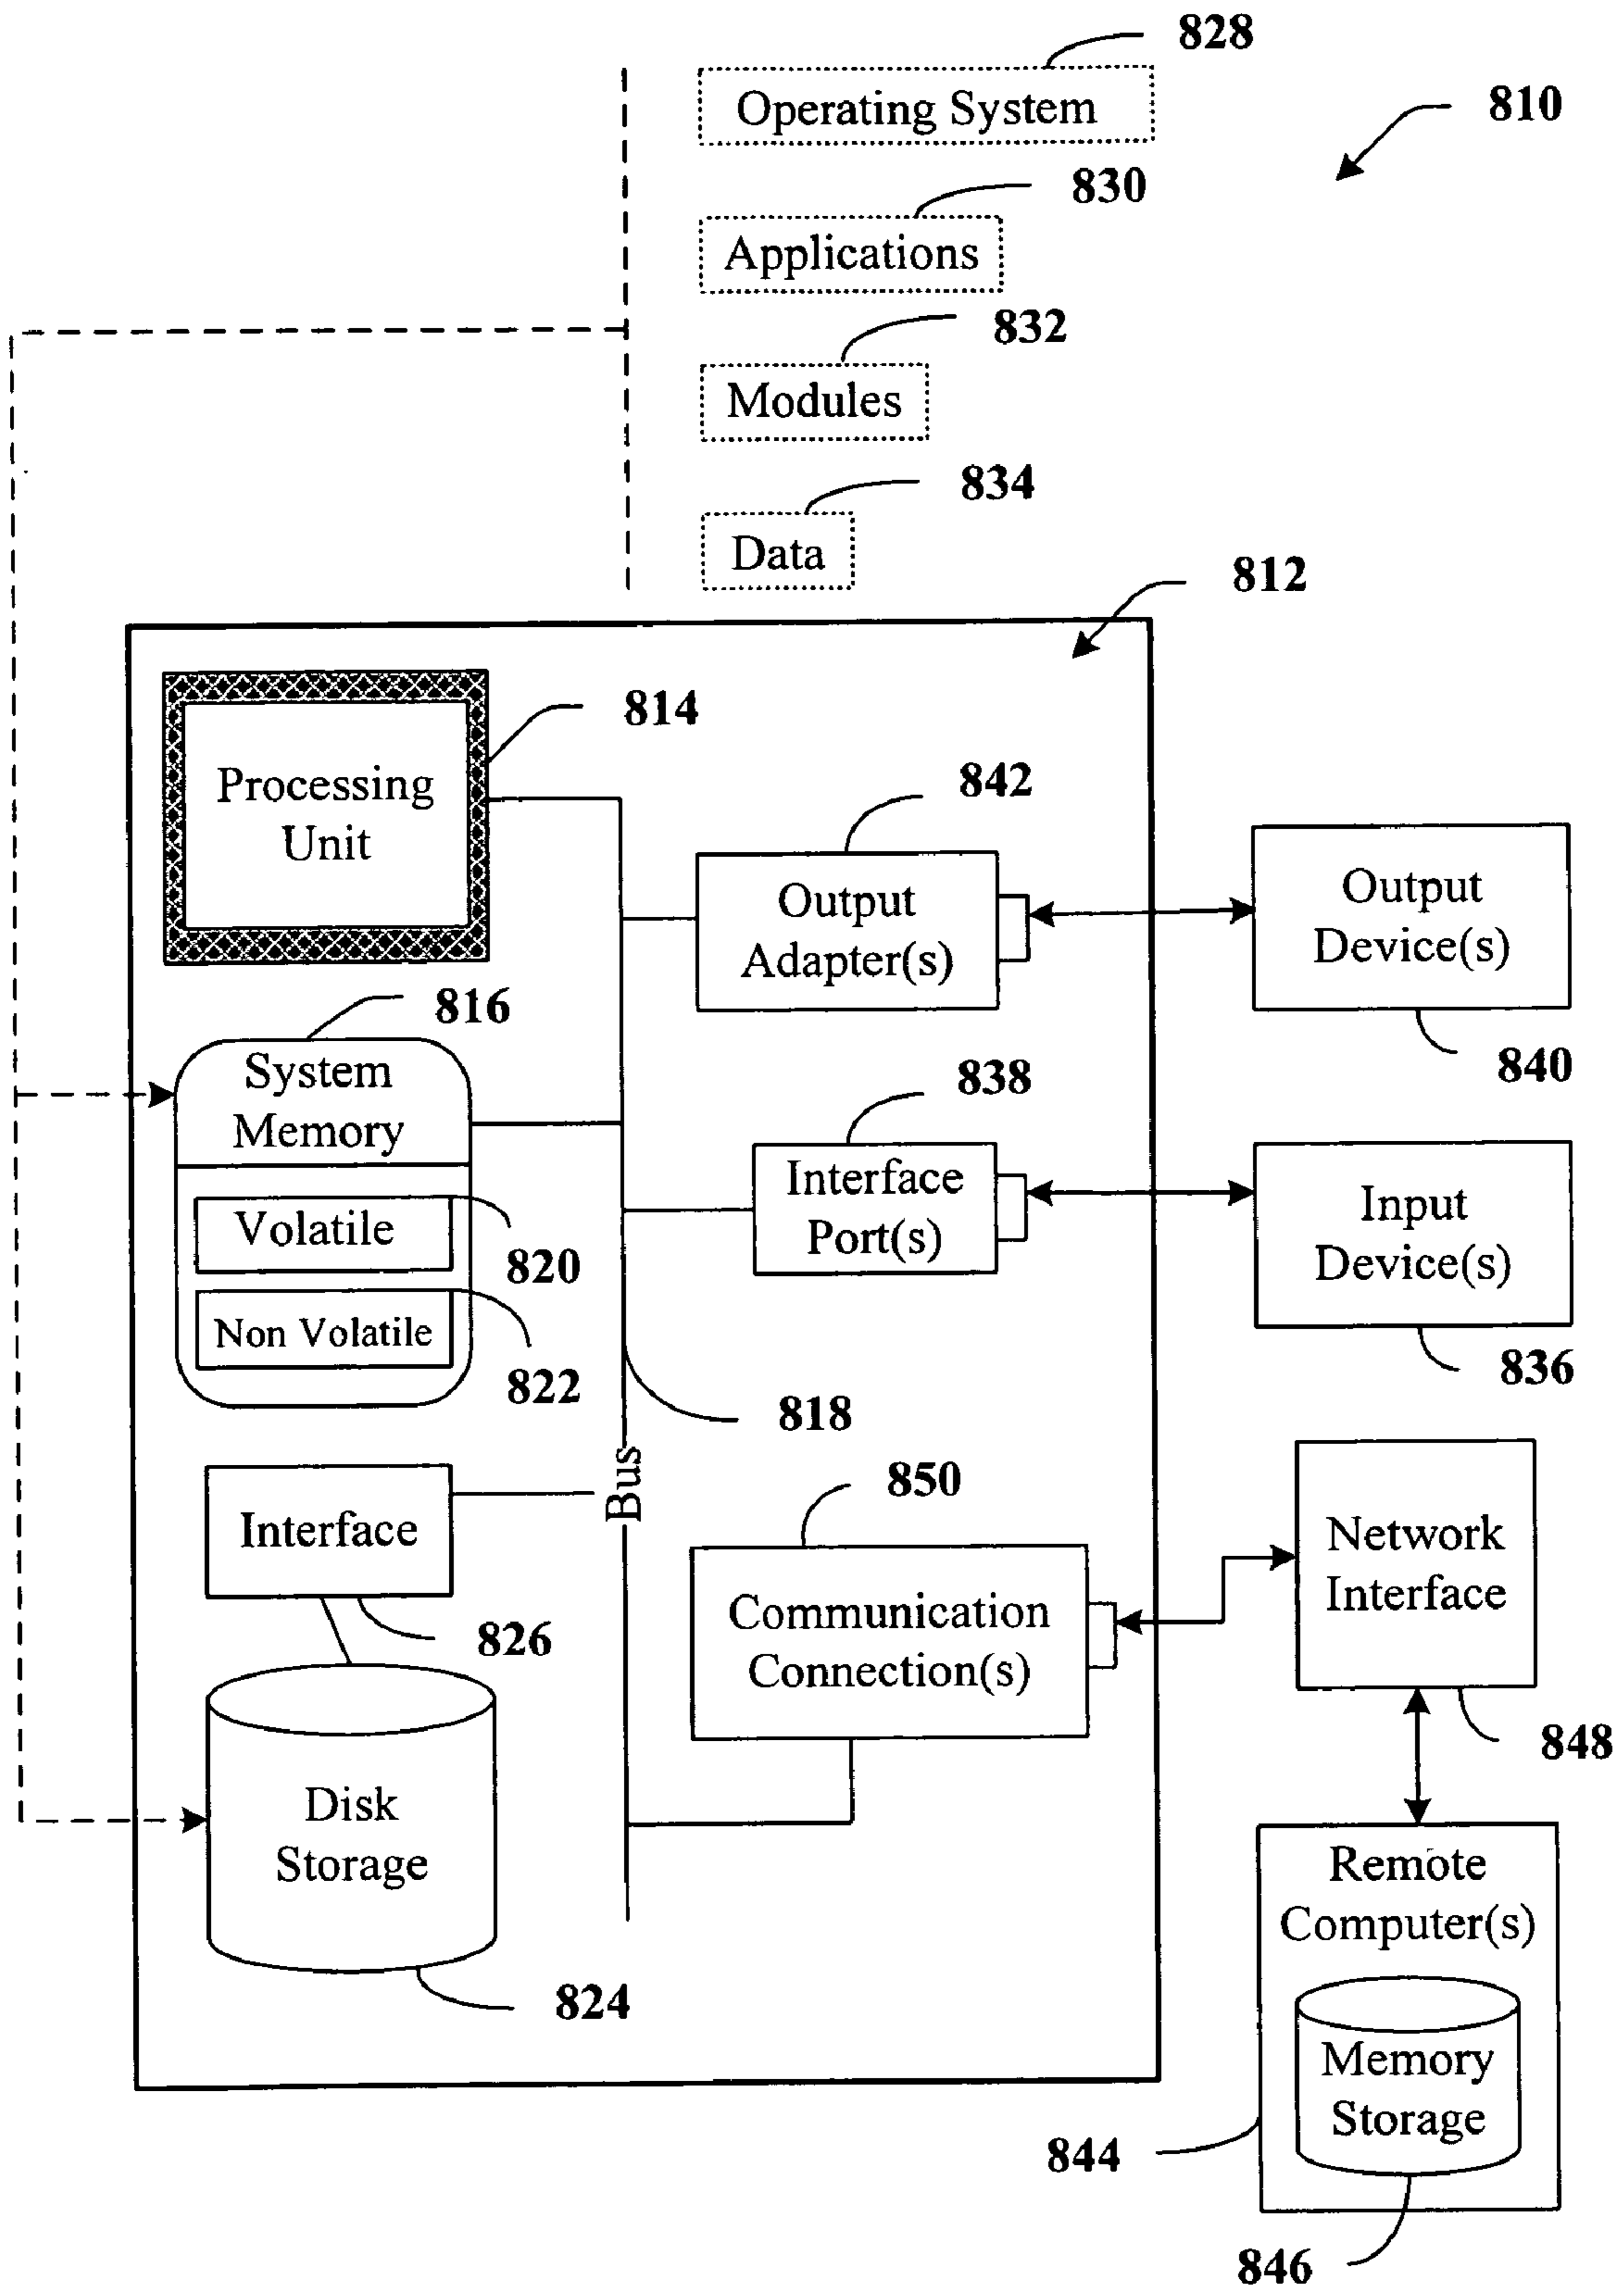 828
Operating System
810
830
Applications
832
Modules
834
Data
812
814
Processing
Unit
842
Output
Adapter(s)
Output
Device(s)
840
816
System
Memory
838
Interface
Port(s)
Input
Device(s)
836
Volatile
820
Non Volatile
822
818
Bus
850
Interface
826
Communication
Connection(s)
Network
Interface
848
Disk
Storage
824
Remote
Computer(s)
Memory
Storage
844
846